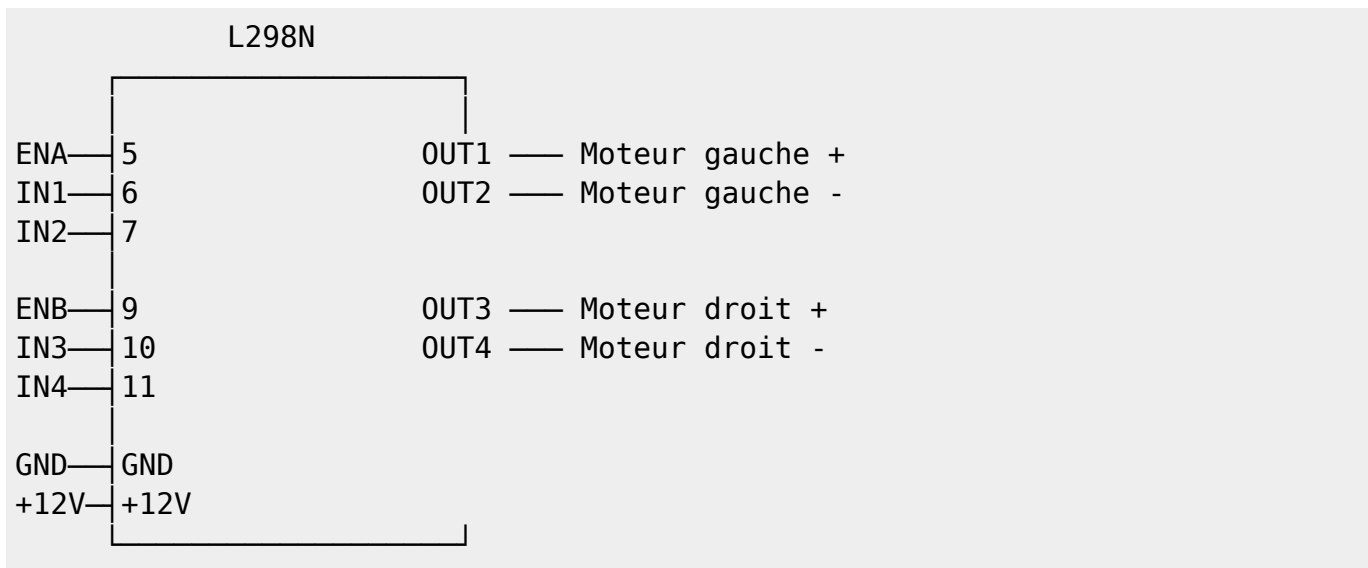 L298N
ENA 5 OUT1 Moteur gauche +
IN1 6 OUT2 Moteur gauche -
IN2 7
ENB 9 OUT3 Moteur droit +
IN3 10 OUT4 Moteur droit -
IN4 11
GND GND
+12V +12V